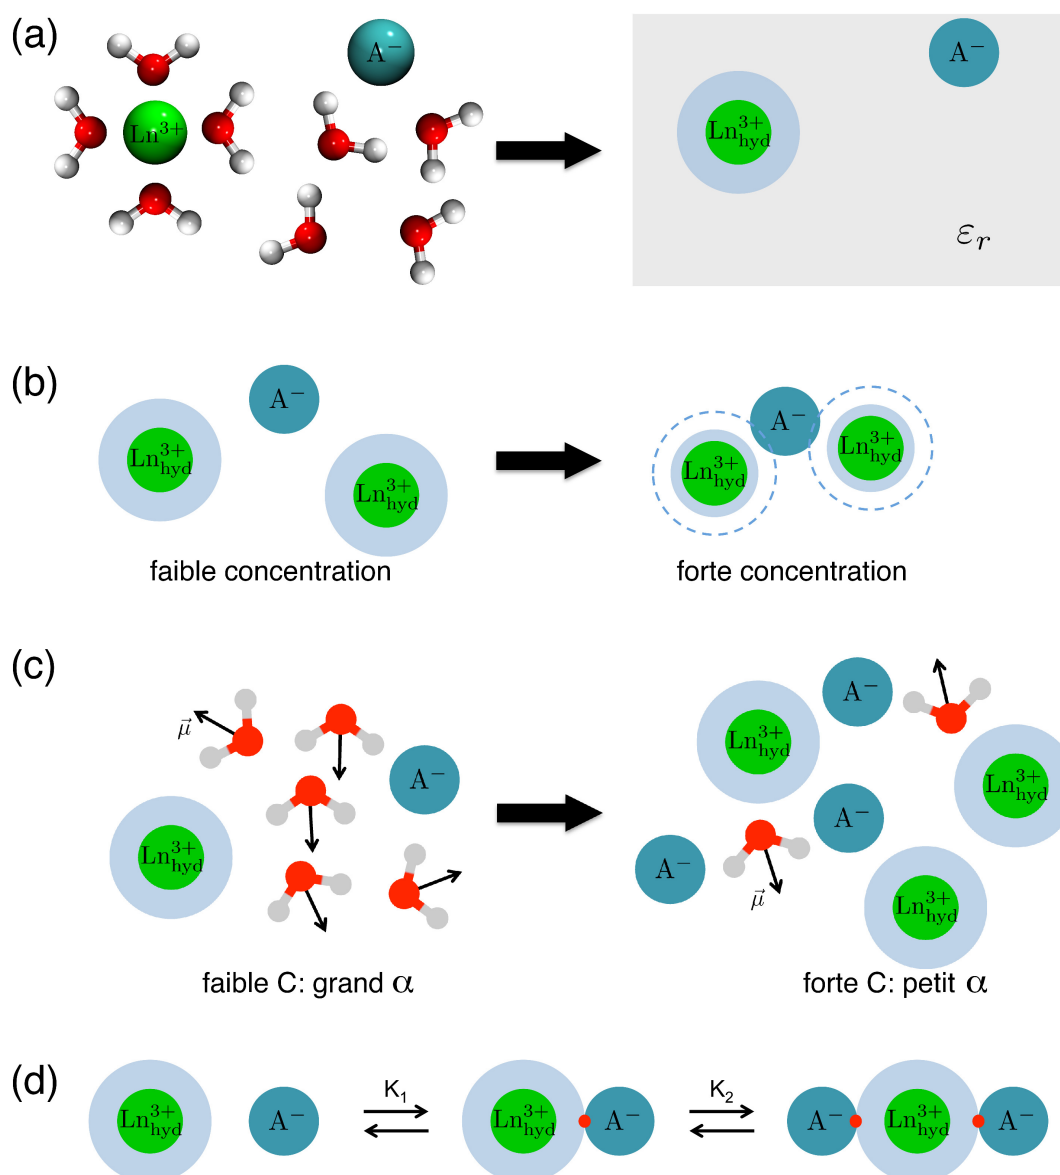 (a)
Ln³⁺
A⁻
Ln³⁺hyd
A⁻
εr
(b)
Ln³⁺hyd
A⁻
Ln³⁺hyd
Ln³⁺hyd
A⁻
Ln³⁺hyd
faible concentration
forte concentration
(c)
μ⃗
Ln³⁺hyd
A⁻
Ln³⁺hyd
A⁻
Ln³⁺hyd
A⁻
A⁻
μ⃗
Ln³⁺hyd
faible C: grand α
forte C: petit α
(d)
Ln³⁺hyd
A⁻
K₁
Ln³⁺hyd
A⁻
K₂
A⁻
Ln³⁺hyd
A⁻